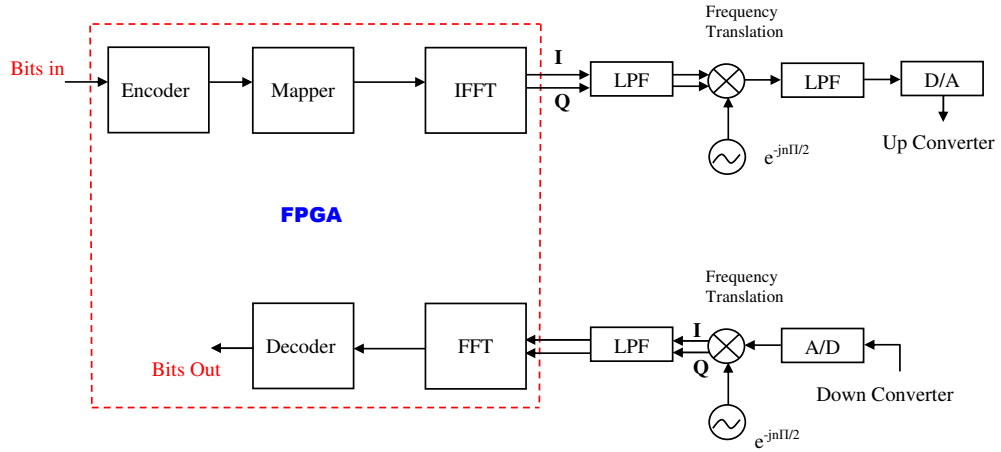 Frequency
Translation
Bits in
Encoder
Mapper
IFFT
I
Q
LPF
LPF
D/A
Up Converter
e-jnΠ/2
FPGA
Frequency
Translation
Bits Out
Decoder
FFT
LPF
I
Q
A/D
Down Converter
e-jnΠ/2